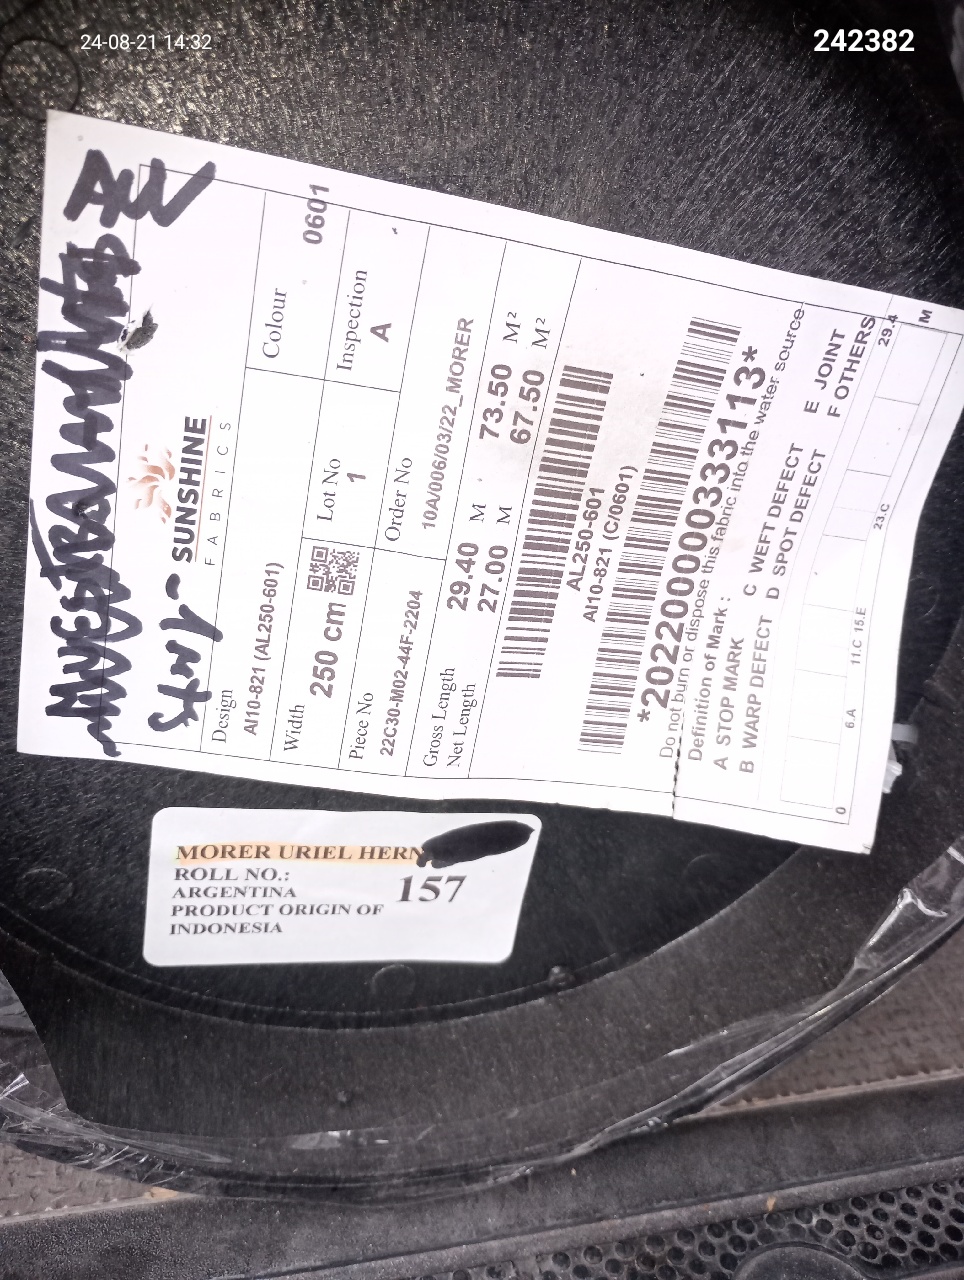 24-08-21 14:32
242382
SUNSHINE
FABRICS
Design
Colour
AI10-821 (AL250-601)
0601
Width
250 cm
Lot No
1
Inspection
A
Piece No
22C30-M02-44F-2204
Order No
10A/006/03/22_MORER
Gross Length
29.40 M
73.50 M²
Net Length
27.00 M
67.50 M²
AL250-601
AI10-821 (C/0601)
*2022000003333113*
Do not burn or dispose this fabric into the water source
Definition of Mark :
A STOP MARK
C WEFT DEFECT
E JOINT
B WARP DEFECT
D SPOT DEFECT
F OTHERS
0
6.A
11.C
15.E
23.C
29.4
M
MORER URIEL HERN
ROLL NO.:
157
ARGENTINA
PRODUCT ORIGIN OF
INDONESIA